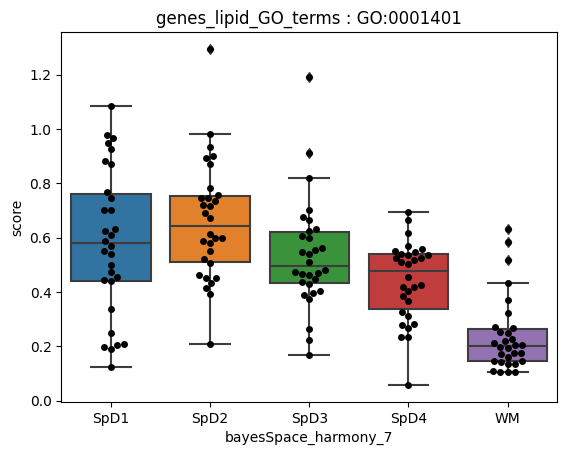 genes_lipid_GO_terms : GO:0001401
score
1.2
1.0
0.8
0.6
0.4
0.2
0.0
SpD1 SpD2 SpD3 SpD4 WM
bayesSpace_harmony_7